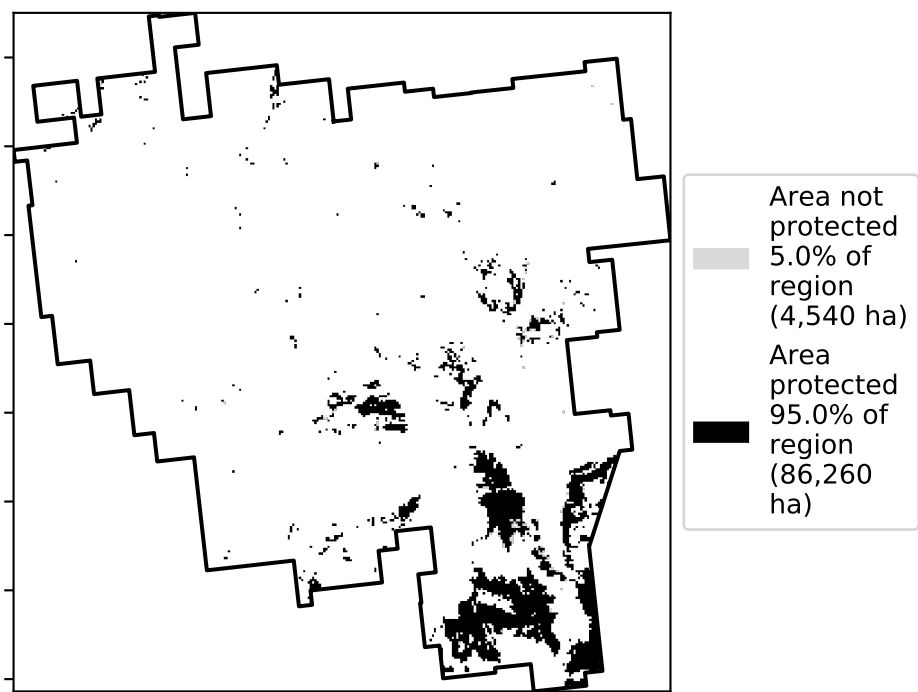 Area not
protected
5.0% of
region
(4,540 ha)
Area
protected
95.0% of
region
(86,260
ha)